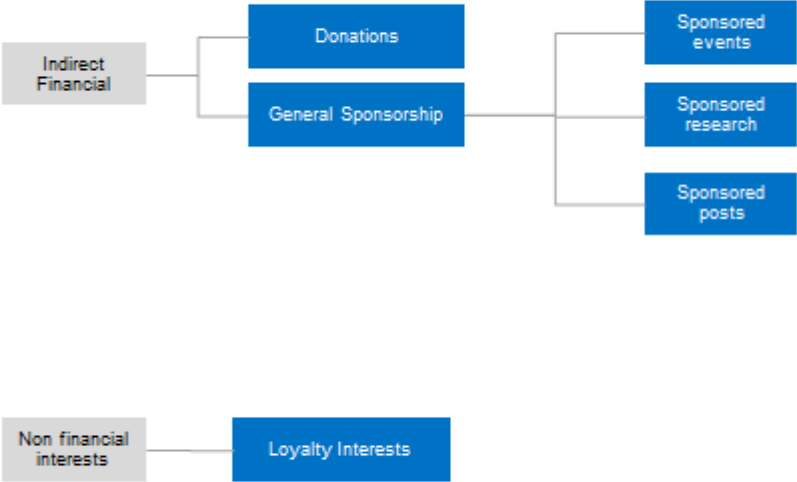 Indirect
Financial
Donations
General Sponsorship
Sponsored
events
Sponsored
research
Sponsored
posts
Non financial
interests
Loyalty Interests